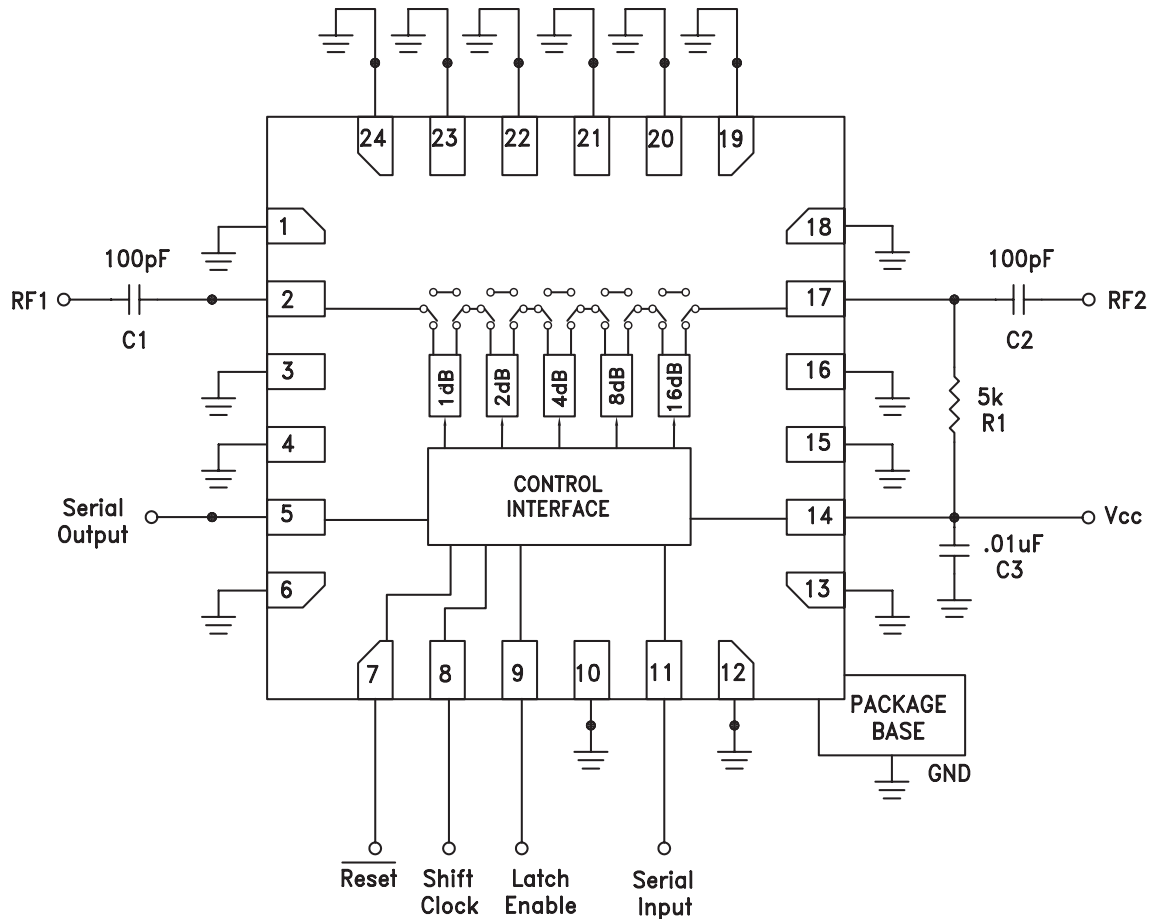 24
23
22
21
20
19
1
18
100pF
100pF
RF1
2
17
RF2
C1
C2
3
16
1dB
2dB
4dB
8dB
16dB
5k
R1
4
15
CONTROL
INTERFACE
Serial
Output
5
14
Vcc
.01uF
C3
6
13
7
8
9
10
11
12
PACKAGE
BASE
GND
Reset
Shift
Clock
Latch
Enable
Serial
Input